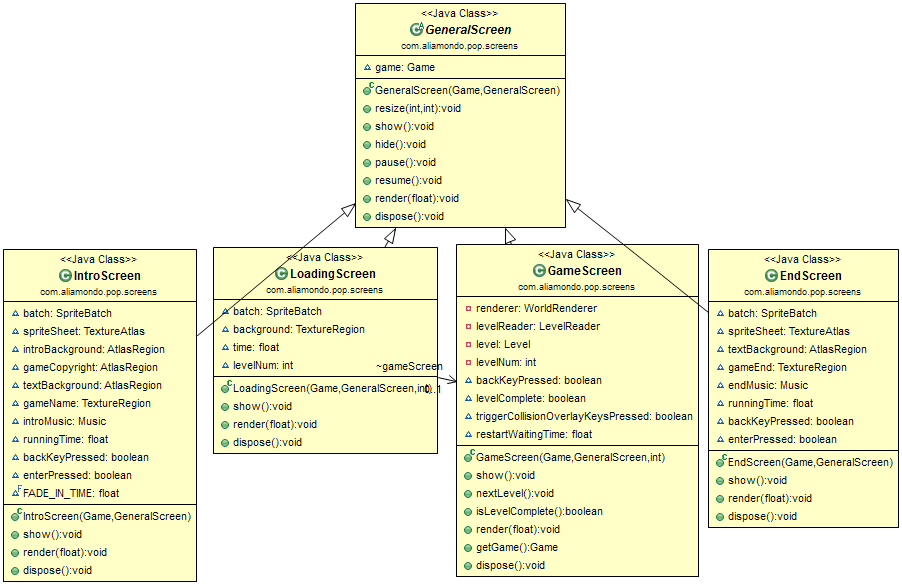 <<Java Class>>
GeneralScreen
com.aliamondo.pop.screens
game: Game
GeneralScreen(Game,GeneralScreen)
resize(int,int):void
show():void
hide():void
pause():void
resume():void
render(float):void
dispose():void
<<Java Class>>
IntroScreen
com.aliamondo.pop.screens
batch: SpriteBatch
spriteSheet: TextureAtlas
introBackground: AtlasRegion
gameCopyright: AtlasRegion
textBackground: AtlasRegion
gameName: TextureRegion
introMusic: Music
runningTime: float
backKeyPressed: boolean
enterPressed: boolean
FADE_IN_TIME: float
IntroScreen(Game,GeneralScreen)
show():void
render(float):void
dispose():void
<<Java Class>>
LoadingScreen
com.aliamondo.pop.screens
batch: SpriteBatch
background: TextureRegion
time: float
levelNum: int
LoadingScreen(Game,GeneralScreen,int)
show():void
render(float):void
dispose():void
~gameScreen
0..1
<<Java Class>>
GameScreen
com.aliamondo.pop.screens
renderer: WorldRenderer
levelReader: LevelReader
level: Level
levelNum: int
backKeyPressed: boolean
levelComplete: boolean
triggerCollisionOverlayKeysPressed: boolean
restartWaitingTime: float
GameScreen(Game,GeneralScreen,int)
show():void
nextLevel():void
isLevelComplete():boolean
render(float):void
getGame():Game
dispose():void
<<Java Class>>
EndScreen
com.aliamondo.pop.screens
batch: SpriteBatch
spriteSheet: TextureAtlas
textBackground: AtlasRegion
gameEnd: TextureRegion
endMusic: Music
runningTime: float
backKeyPressed: boolean
enterPressed: boolean
EndScreen(Game,GeneralScreen)
show():void
render(float):void
dispose():void